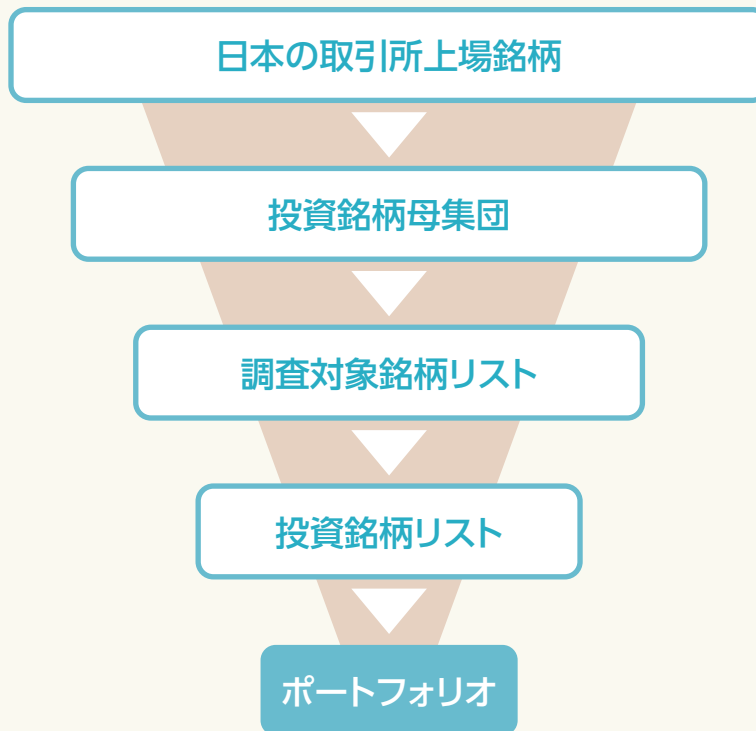 日本の取引所上場銘柄
投資銘柄母集団
調査対象銘柄リスト
投資銘柄リスト
ポートフォリオ